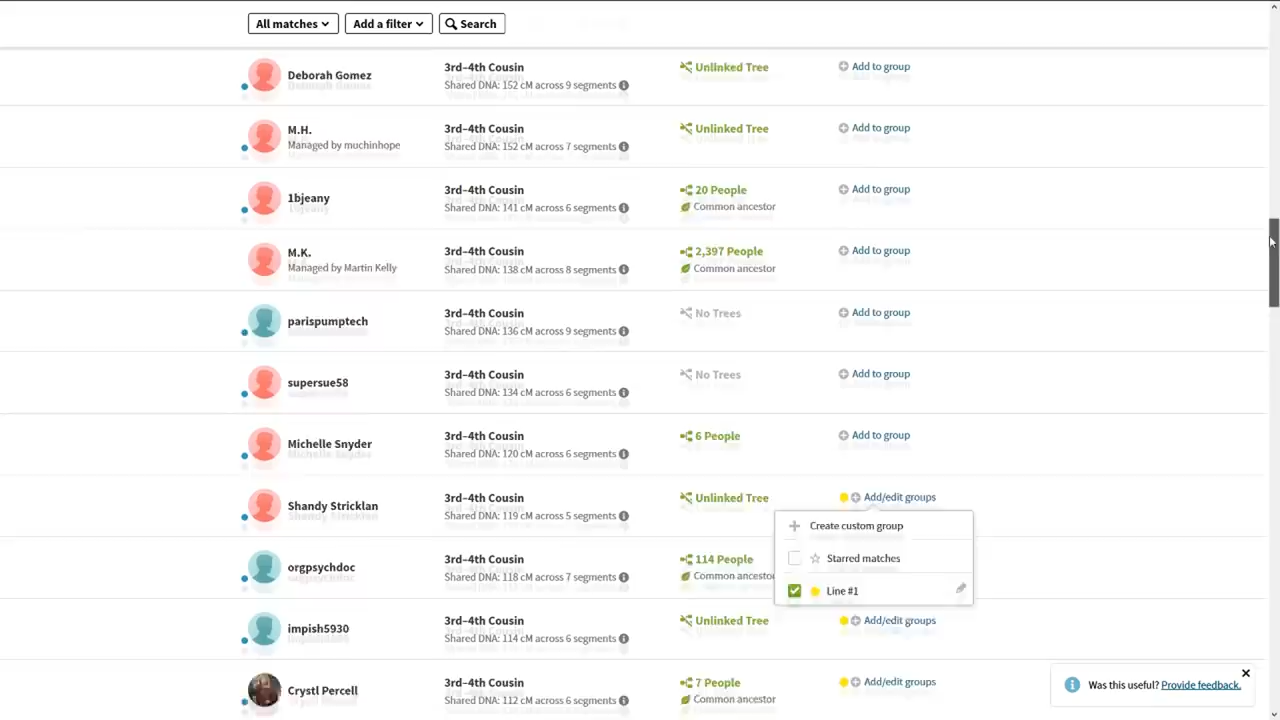 All matches
Add a filter
Search
Deborah Gomez
3rd–4th Cousin
Unlinked Tree
Add to group
Shared DNA: 152 cM across 9 segments
M.H.
3rd–4th Cousin
Unlinked Tree
Add to group
Managed by muchinhope
Shared DNA: 152 cM across 7 segments
1bjeany
3rd–4th Cousin
20 People
Add to group
Shared DNA: 141 cM across 6 segments
Common ancestor
M.K.
3rd–4th Cousin
2,397 People
Add to group
Managed by Martin Kelly
Shared DNA: 138 cM across 8 segments
Common ancestor
parispumptech
3rd–4th Cousin
No Trees
Add to group
Shared DNA: 136 cM across 9 segments
supersue58
3rd–4th Cousin
No Trees
Add to group
Shared DNA: 134 cM across 6 segments
Michelle Snyder
3rd–4th Cousin
6 People
Add to group
Shared DNA: 120 cM across 6 segments
Shandy Stricklan
3rd–4th Cousin
Unlinked Tree
Add/edit groups
Shared DNA: 119 cM across 5 segments
Create custom group
Starred matches
Line #1
orgpsychdoc
3rd–4th Cousin
114 People
Shared DNA: 118 cM across 7 segments
Common ancestor
impish5930
3rd–4th Cousin
Unlinked Tree
Add/edit groups
Shared DNA: 114 cM across 6 segments
Crystl Percell
3rd–4th Cousin
7 People
Add/edit groups
Shared DNA: 112 cM across 6 segments
Common ancestor
Was this useful? Provide feedback.